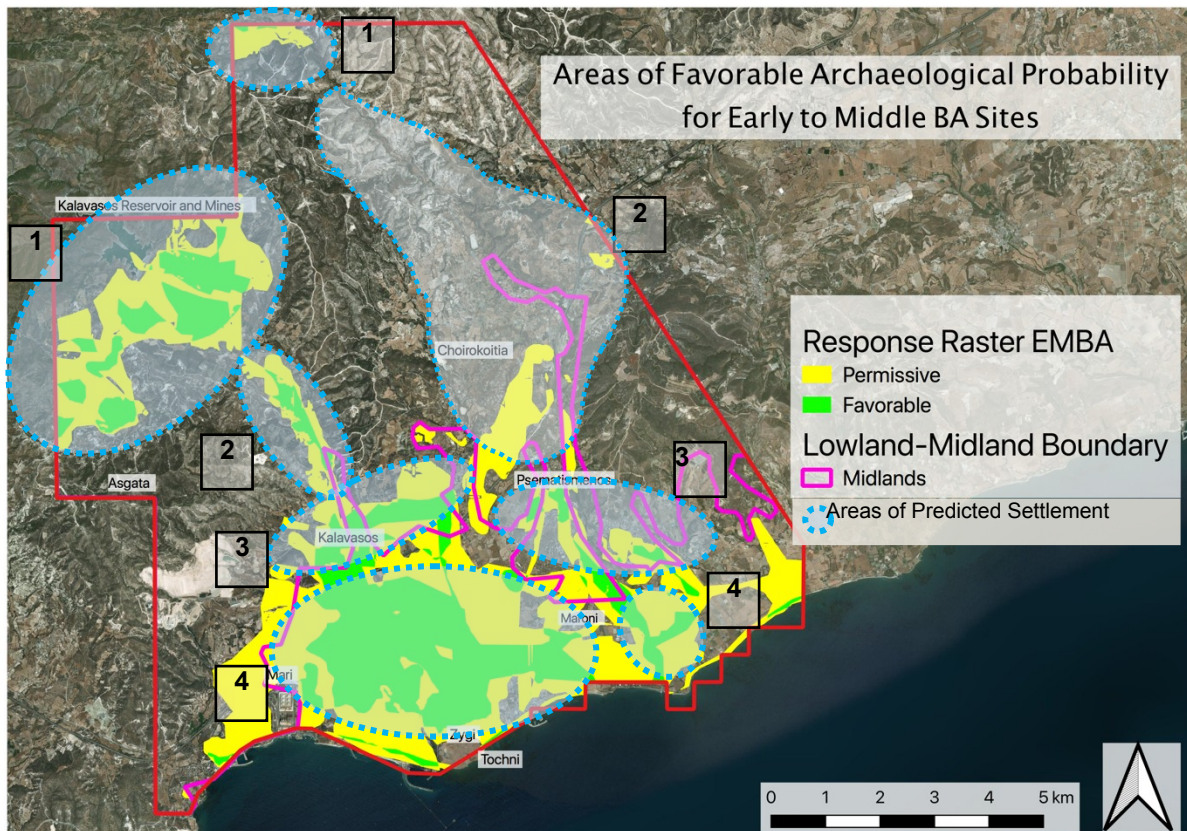 1
Areas of Favorable Archaeological Probability
for Early to Middle BA Sites
Kalavasos Reservoir and Mines
1
2
Response Raster EMBA
Permissive
Favorable
Lowland-Midland Boundary
Midlands
Areas of Predicted Settlement
Choirokoitia
2
3
Psematismenos
Asgata
Kalavasos
3
4
Maroni
4
Mari
Zygi
Tochni
0 1 2 3 4 5 km